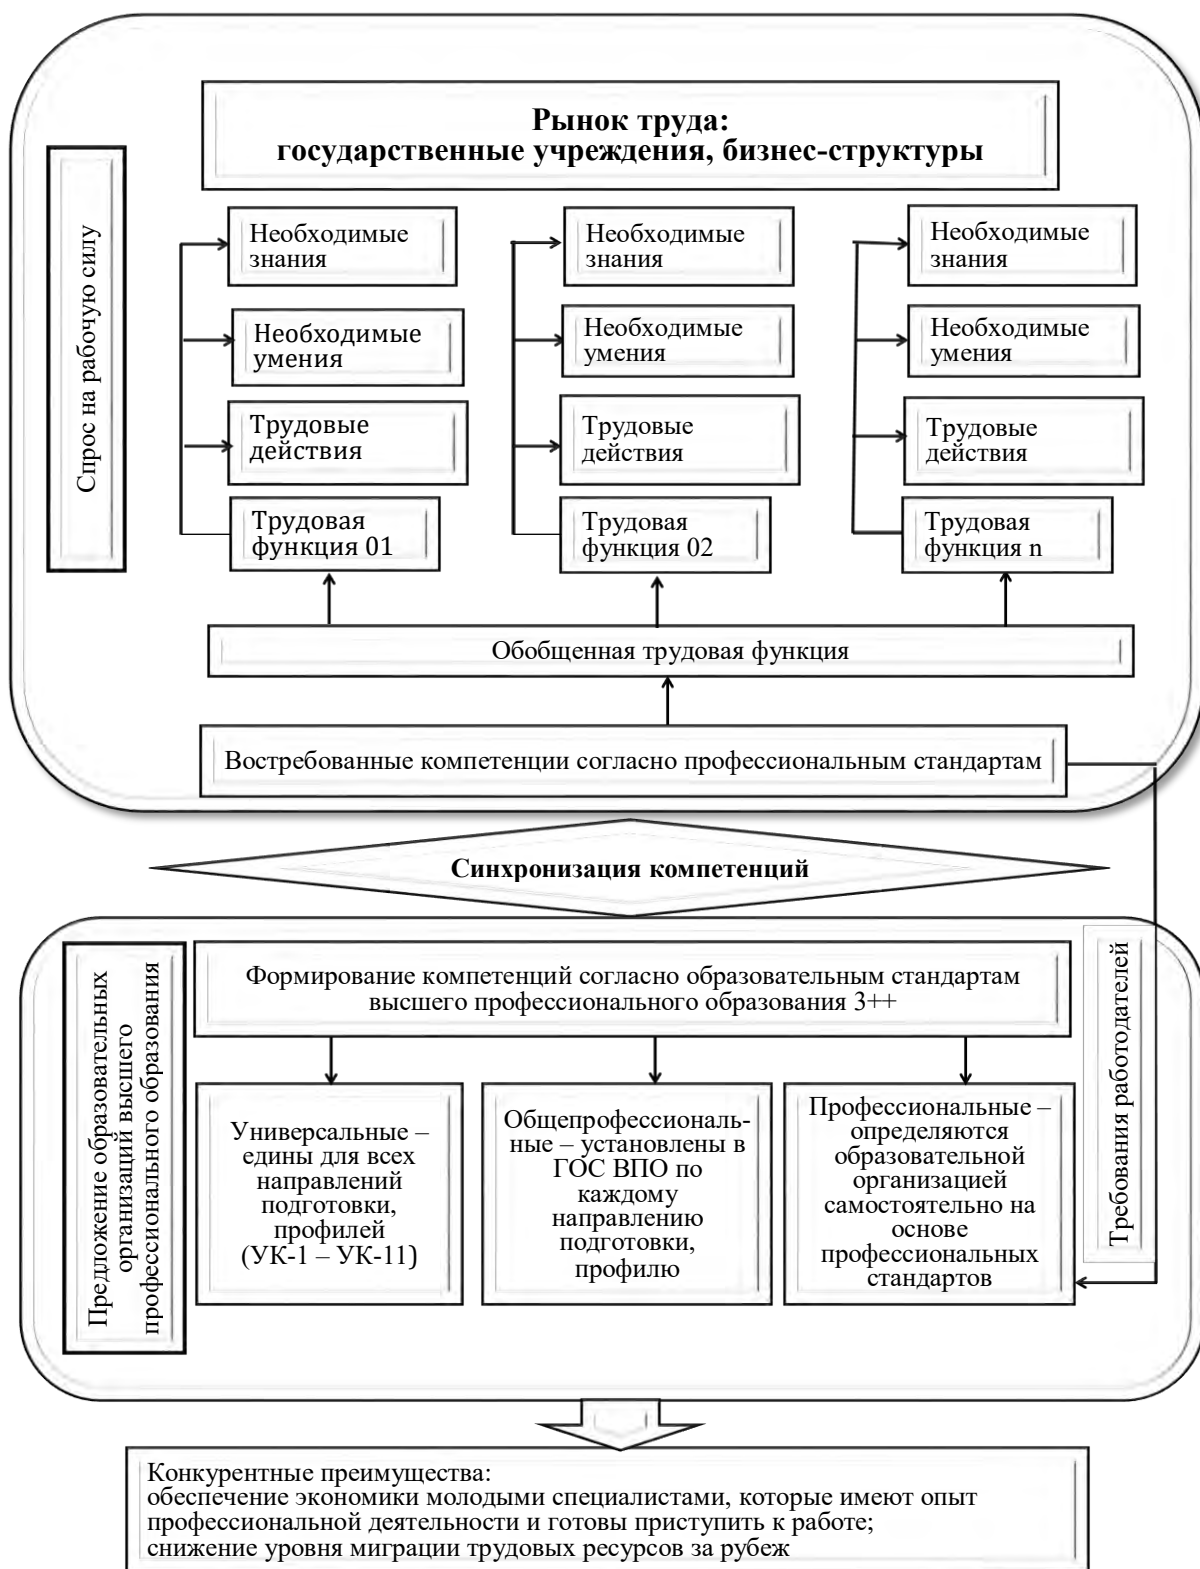 Рынок труда:
государственные учреждения, бизнес-структуры
Спрос на рабочую силу
Необходимые
знания
Необходимые
умения
Трудовые
действия
Трудовая
функция 01
Необходимые
знания
Необходимые
умения
Трудовые
действия
Трудовая
функция 02
Необходимые
знания
Необходимые
умения
Трудовые
действия
Трудовая
функция n
Обобщенная трудовая функция
Востребованные компетенции согласно профессиональным стандартам
Синхронизация компетенций
Предложение образовательных
организаций высшего
профессионального образования
Формирование компетенций согласно образовательным стандартам
высшего профессионального образования 3++
Универсальные –
едины для всех
направлений
подготовки,
профилей
(УК-1 – УК-11)
Общепрофессиональ-
ные – установлены в
ГОС ВПО по
каждому
направлению
подготовки,
профилю
Профессиональные –
определяются
образовательной
организацией
самостоятельно на
основе
профессиональных
стандартов
Требования работодателей
Конкурентные преимущества:
обеспечение экономики молодыми специалистами, которые имеют опыт
профессиональной деятельности и готовы приступить к работе;
снижение уровня миграции трудовых ресурсов за рубеж